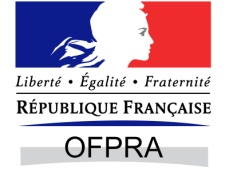 Liberté • Égalité • Fraternité
RÉPUBLIQUE FRANÇAISE
OFPRA